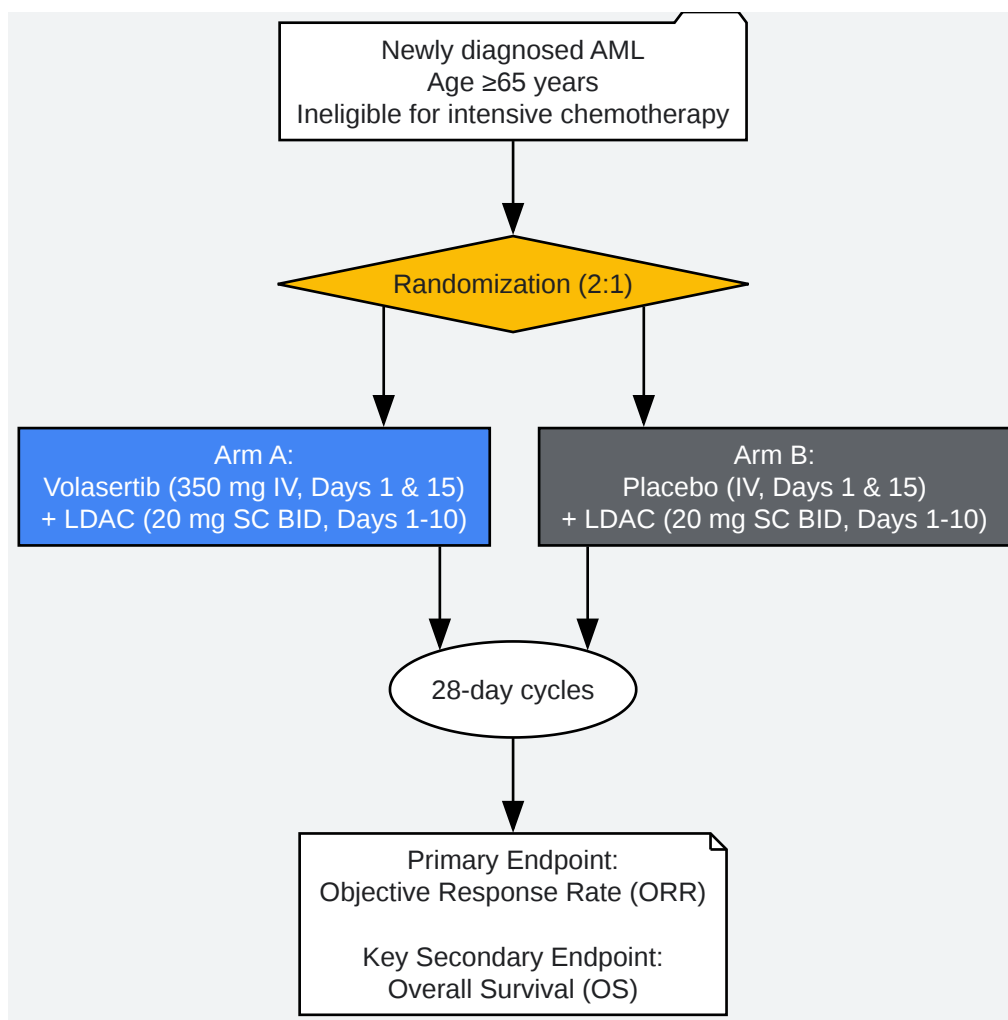 Newly diagnosed AML
Age ≥65 years
Ineligible for intensive chemotherapy
Randomization (2:1)
Arm A:
Volasertib (350 mg IV, Days 1 & 15)
+ LDAC (20 mg SC BID, Days 1-10)
Arm B:
Placebo (IV, Days 1 & 15)
+ LDAC (20 mg SC BID, Days 1-10)
28-day cycles
Primary Endpoint:
Objective Response Rate (ORR)
Key Secondary Endpoint:
Overall Survival (OS)